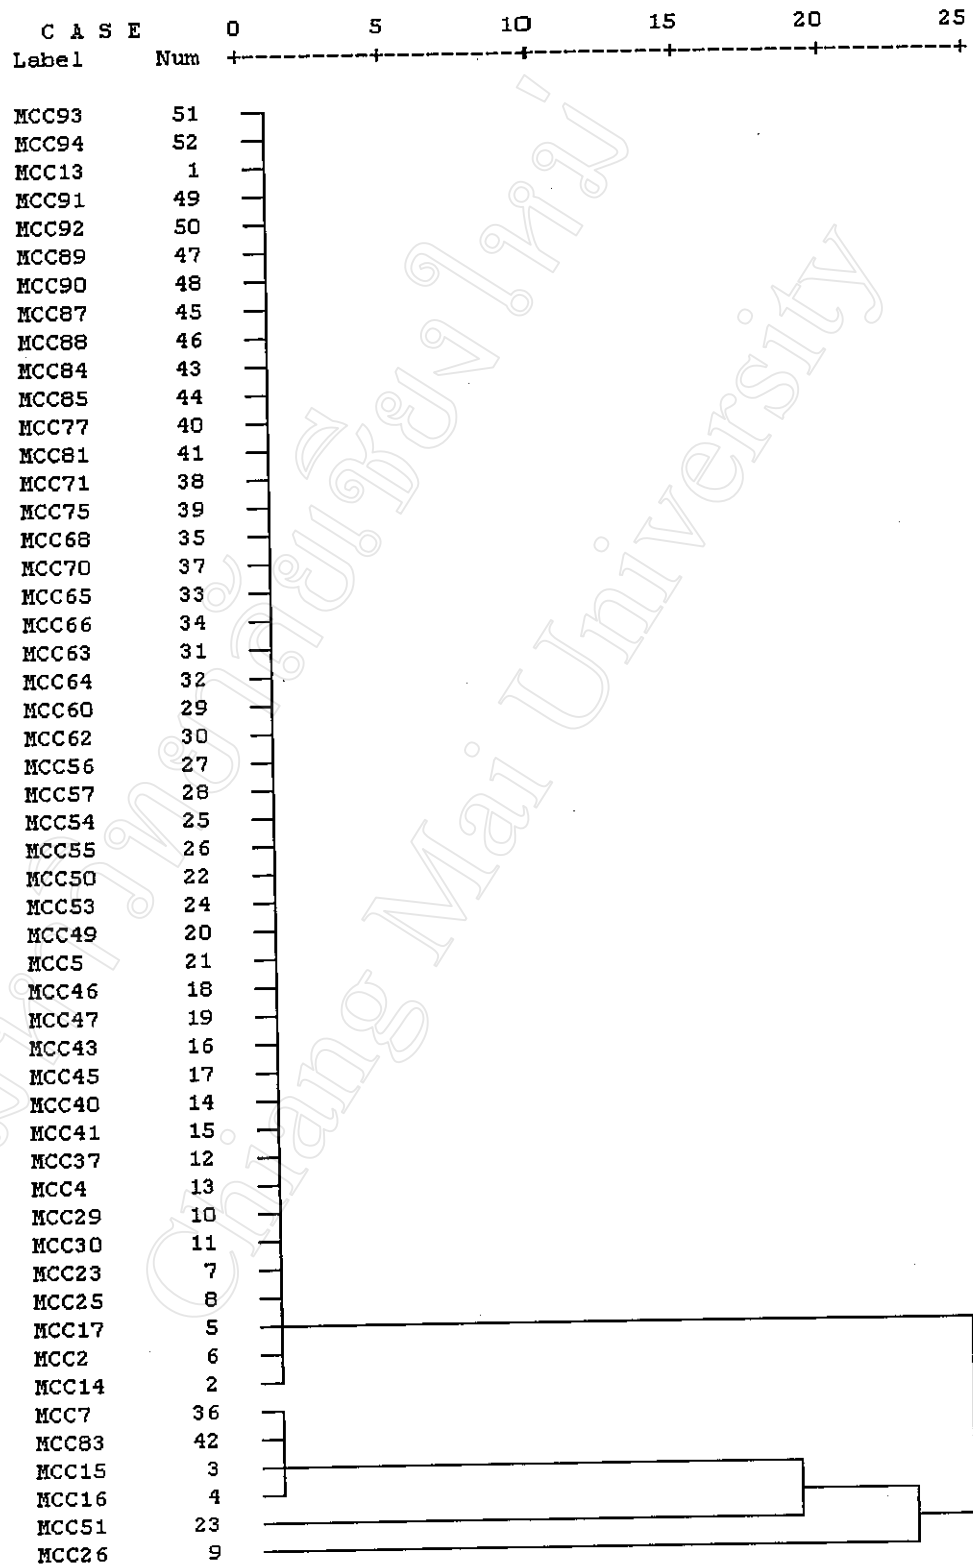 C A S E 0 5 10 15 20 25
Label Num +---------+---------+---------+---------+---------+
MCC93 51
MCC94 52
MCC13 1
MCC91 49
MCC92 50
MCC89 47
MCC90 48
MCC87 45
MCC88 46
MCC84 43
MCC85 44
MCC77 40
MCC81 41
MCC71 38
MCC75 39
MCC68 35
MCC70 37
MCC65 33
MCC66 34
MCC63 31
MCC64 32
MCC60 29
MCC62 30
MCC56 27
MCC57 28
MCC54 25
MCC55 26
MCC50 22
MCC53 24
MCC49 20
MCC5 21
MCC46 18
MCC47 19
MCC43 16
MCC45 17
MCC40 14
MCC41 15
MCC37 12
MCC4 13
MCC29 10
MCC30 11
MCC23 7
MCC25 8
MCC17 5
MCC2 6
MCC14 2
MCC7 36
MCC83 42
MCC15 3
MCC16 4
MCC51 23
MCC26 9
Chiang Mai University